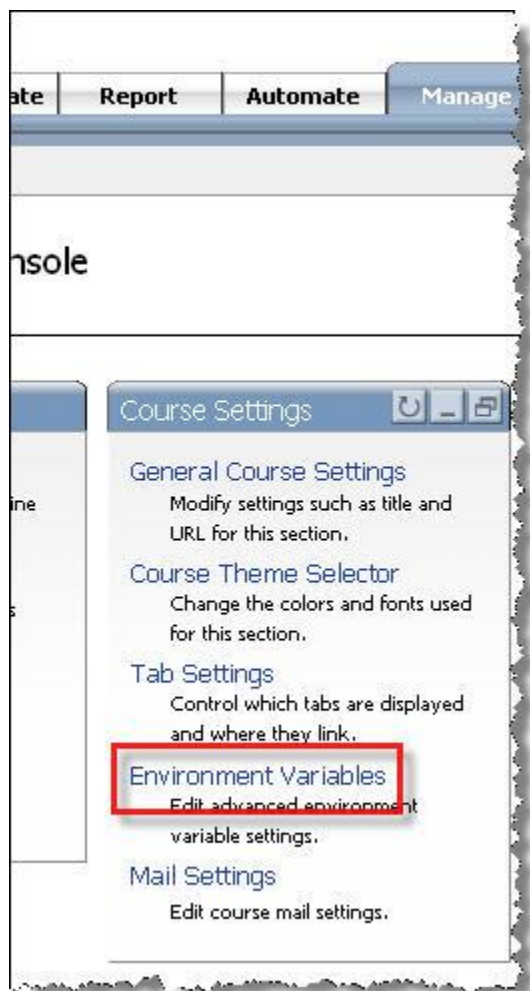 ate Report Automate Manage
nsole
Course Settings
General Course Settings
Modify settings such as title and
URL for this section.
Course Theme Selector
Change the colors and fonts used
for this section.
Tab Settings
Control which tabs are displayed
and where they link.
Environment Variables
Edit advanced environment
variable settings.
Mail Settings
Edit course mail settings.
ine
s